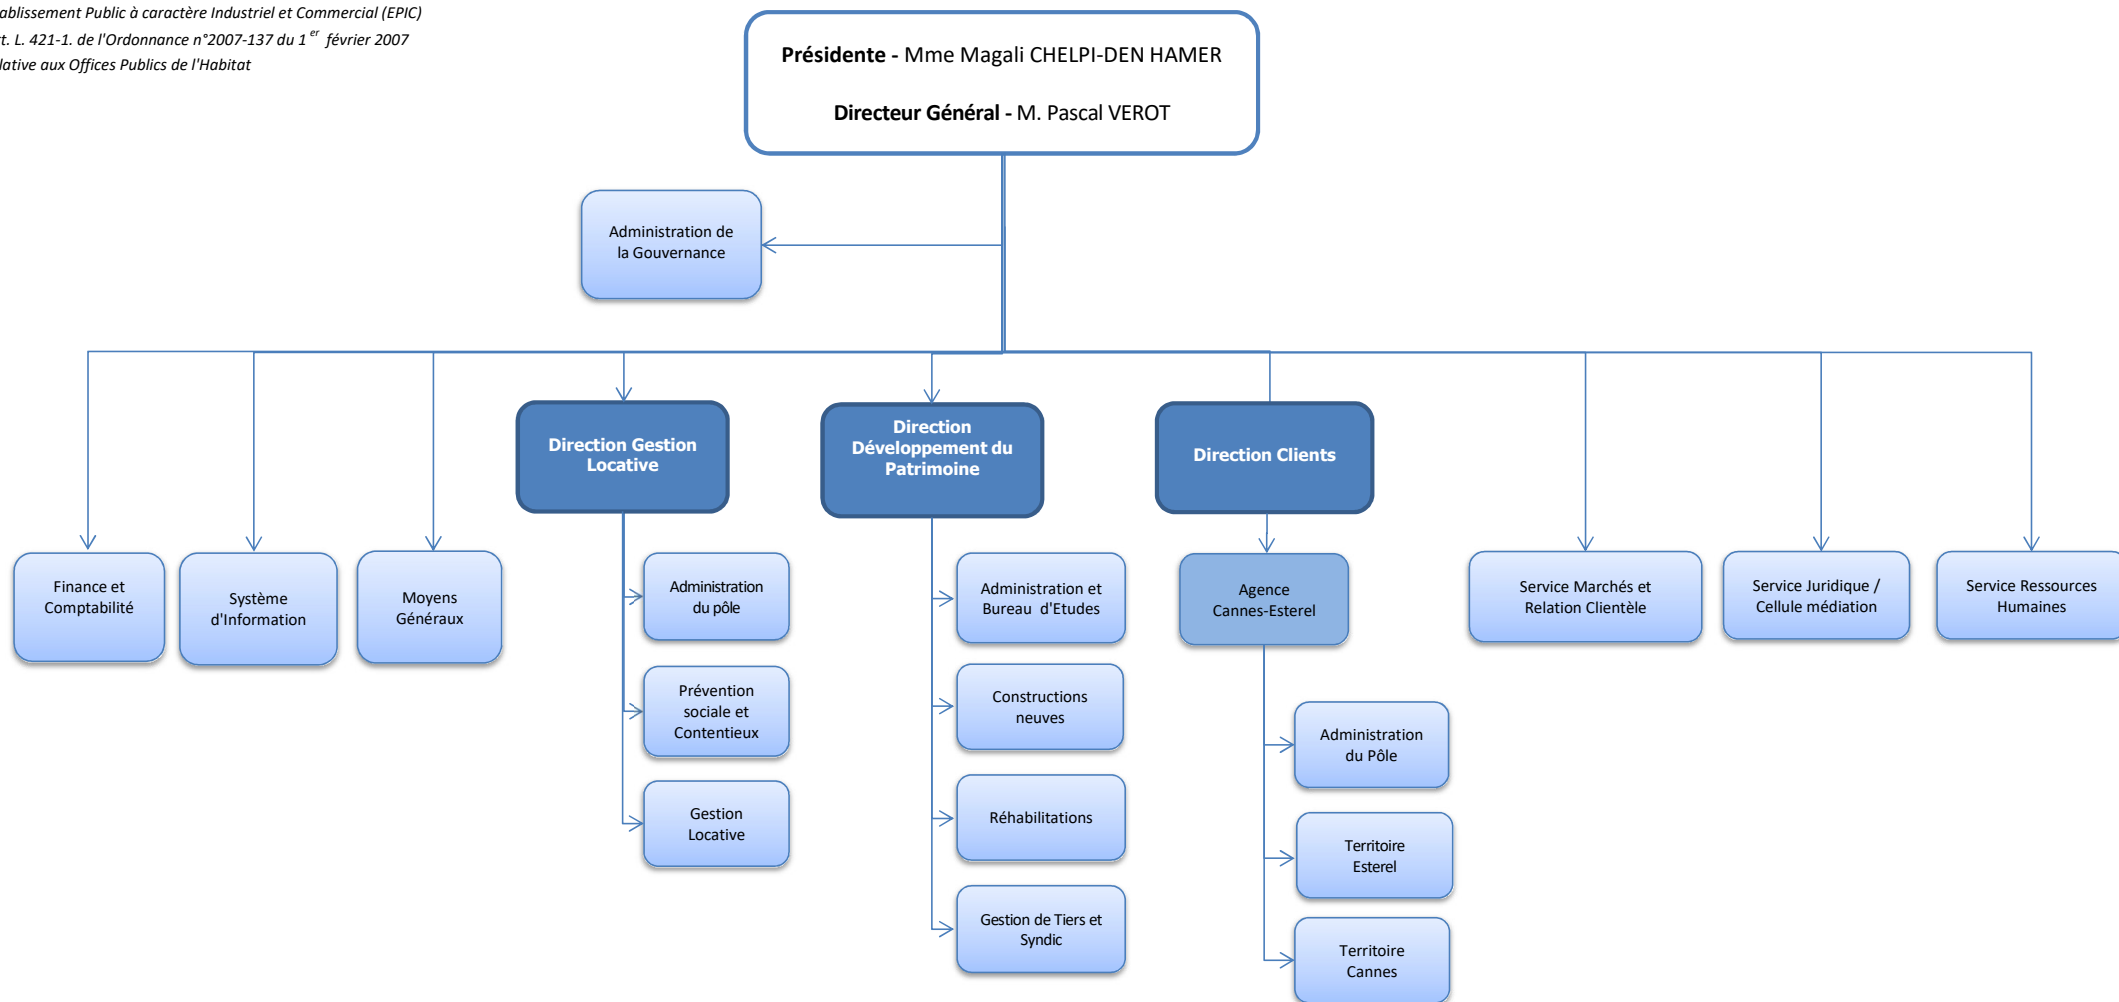 ablissement Public à caractère Industriel et Commercial (EPIC)
t. L. 421-1. de l'Ordonnance n°2007-137 du 1er février 2007
lative aux Offices Publics de l'Habitat
Présidente - Mme Magali CHELPI-DEN HAMER
Directeur Général - M. Pascal VEROT
Administration de
la Gouvernance
Direction Gestion
Locative
Direction
Développement du
Patrimoine
Direction Clients
Finance et
Comptabilité
Système
d'Information
Moyens
Généraux
Administration
du pôle
Prévention
sociale et
Contentieux
Gestion
Locative
Administration et
Bureau d'Etudes
Constructions
neuves
Réhabilitations
Gestion de Tiers et
Syndic
Agence
Cannes-Esterel
Administration
du Pôle
Territoire
Esterel
Territoire
Cannes
Service Marchés et
Relation Clientèle
Service Juridique /
Cellule médiation
Service Ressources
Humaines